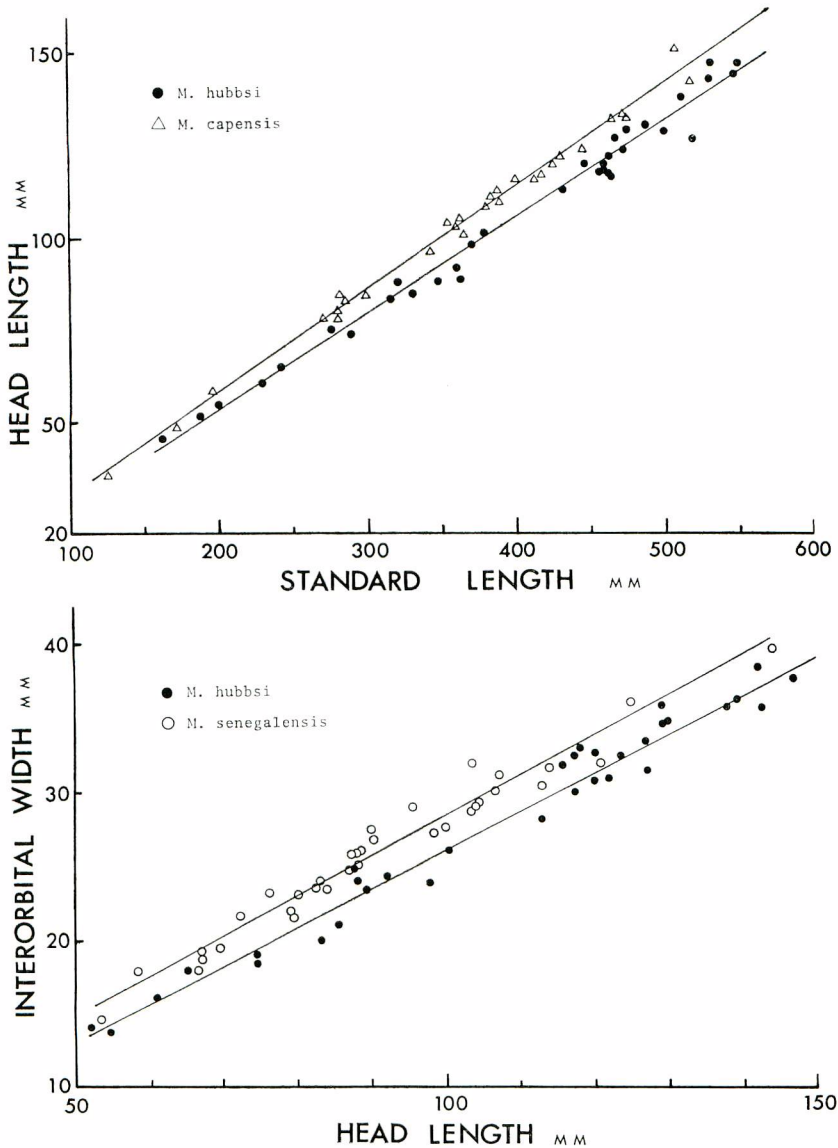 150
M. hubbsi
M. capensis
HEAD LENGTH MM
100
50
20
100 200 300 400 500 600
STANDARD LENGTH MM
40
M. hubbsi
M. senegalensis
INTERORBITAL WIDTH MM
30
20
10
50 100 150
HEAD LENGTH MM